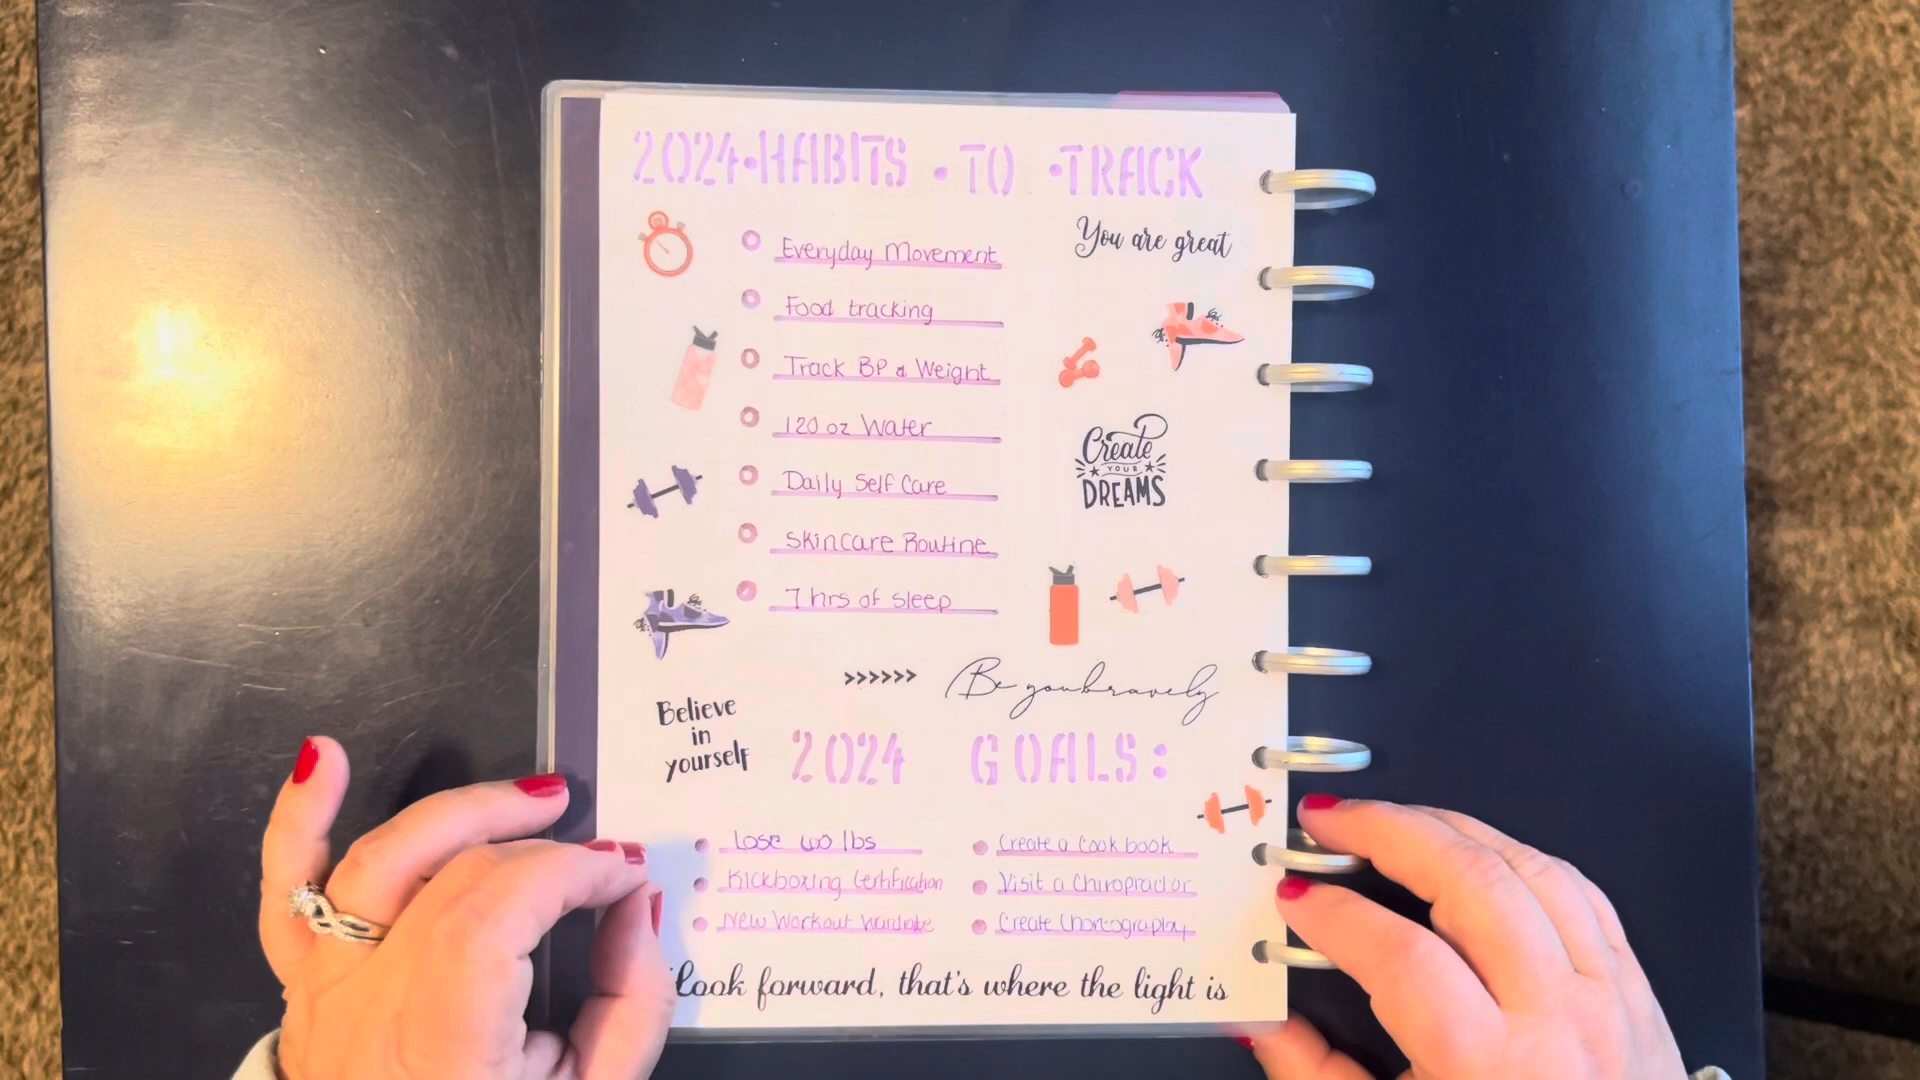 2024•HABITS • TO • TRACK
You are great
Everyday Movement
Food tracking
Track BP & Weight
120 oz Water
Create
YOUR
DREAMS
Daily Self Care
Skincare Routine
7 hrs of sleep
>>>>>> Be you bravely
Believe
in
yourself
2024 GOALS:
Lose lbs
Kickboxing Certification
New Workout Wardrobe
Create a Cook book
Visit a Chiropractor
Create Choreography
Look forward, that's where the light is